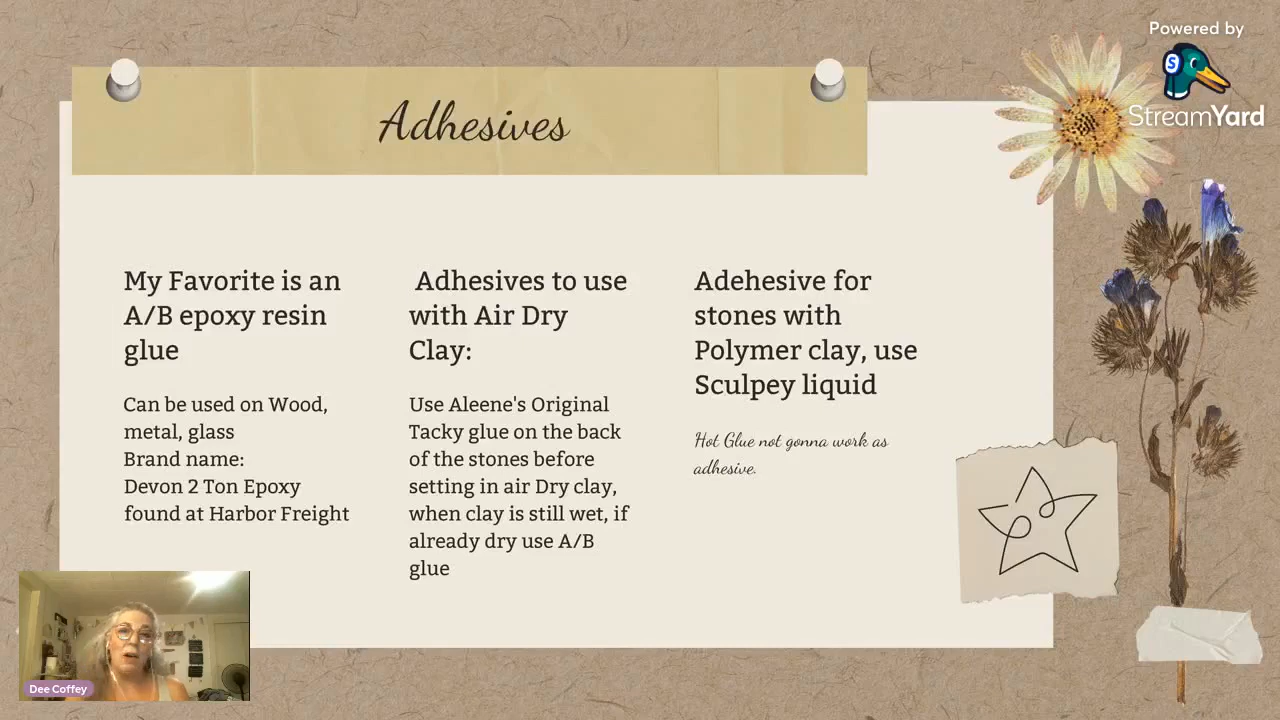 Powered by
StreamYard
Adhesives
My Favorite is an
A/B epoxy resin
glue
Can be used on Wood,
metal, glass
Brand name:
Devon 2 Ton Epoxy
found at Harbor Freight
Adhesives to use
with Air Dry
Clay:
Use Aleene's Original
Tacky glue on the back
of the stones before
setting in air Dry clay,
when clay is still wet, if
already dry use A/B
glue
Adehesive for
stones with
Polymer clay, use
Sculpey liquid
Hot Glue not gonna work as
adhesive.
Dee Coffey